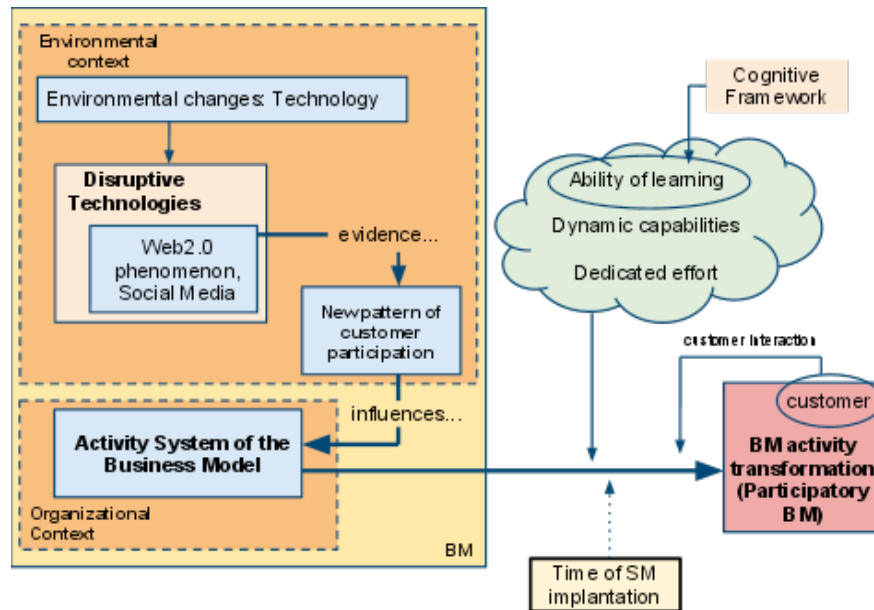 Environmental
context
Environmental changes: Technology
Disruptive
Technologies
Web2.0
phenomenon,
Social Media
evidence...
Newpattern of
customer
participation
influences...
Activity System of the
Business Model
Organizational
Context
BM
Cognitive
Framework
Ability of learning
Dynamic capabilities
Dedicated effort
customer interaction
customer
BM activity
transformation
(Participatory
BM)
Time of SM
implantation